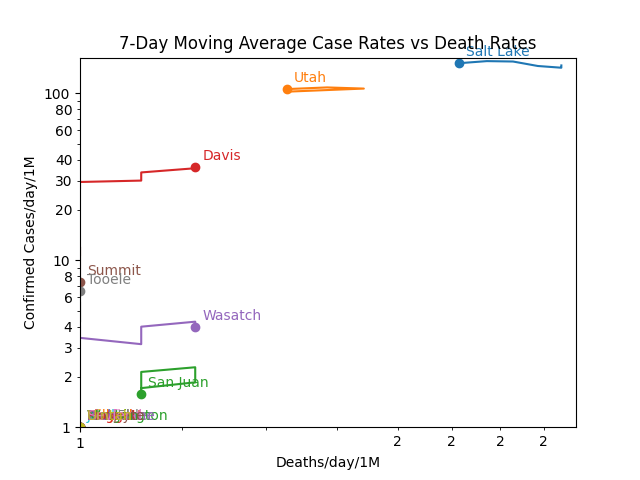 7-Day Moving Average Case Rates vs Death Rates
Salt Lake
Utah
Davis
Summit
Tooele
Wasatch
San Juan
100
80
60
40
30
20
10
8
6
4
3
2
1
Confirmed Cases/day/1M
1
2
2
2
2
Deaths/day/1M